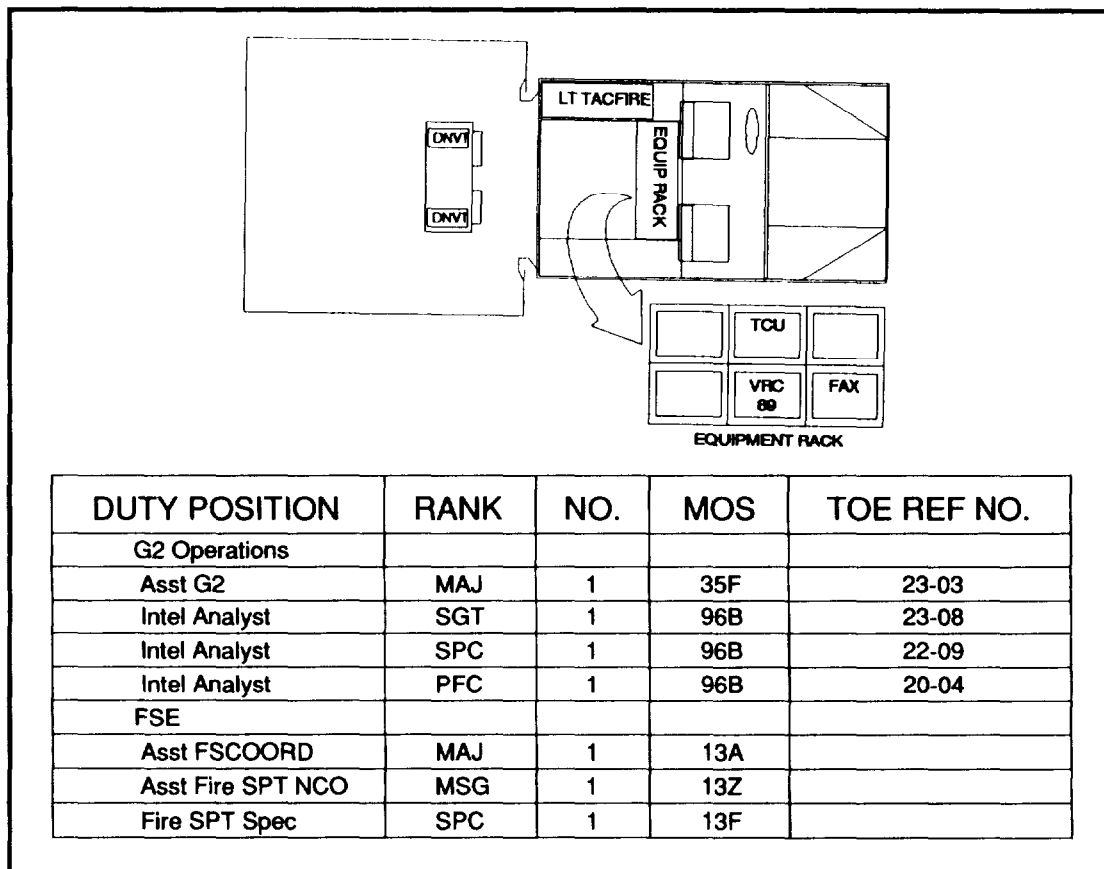 LT TACFIRE
EQUIP RACK
DNVT
DNVT
TCU
VRC
89
FAX
EQUIPMENT RACK
DUTY POSITION RANK NO. MOS TOE REF NO.
G2 Operations
Asst G2 MAJ 1 35F 23-03
Intel Analyst SGT 1 96B 23-08
Intel Analyst SPC 1 96B 22-09
Intel Analyst PFC 1 96B 20-04
FSE
Asst FSCOORD MAJ 1 13A
Asst Fire SPT NCO MSG 1 13Z
Fire SPT Spec SPC 1 13F